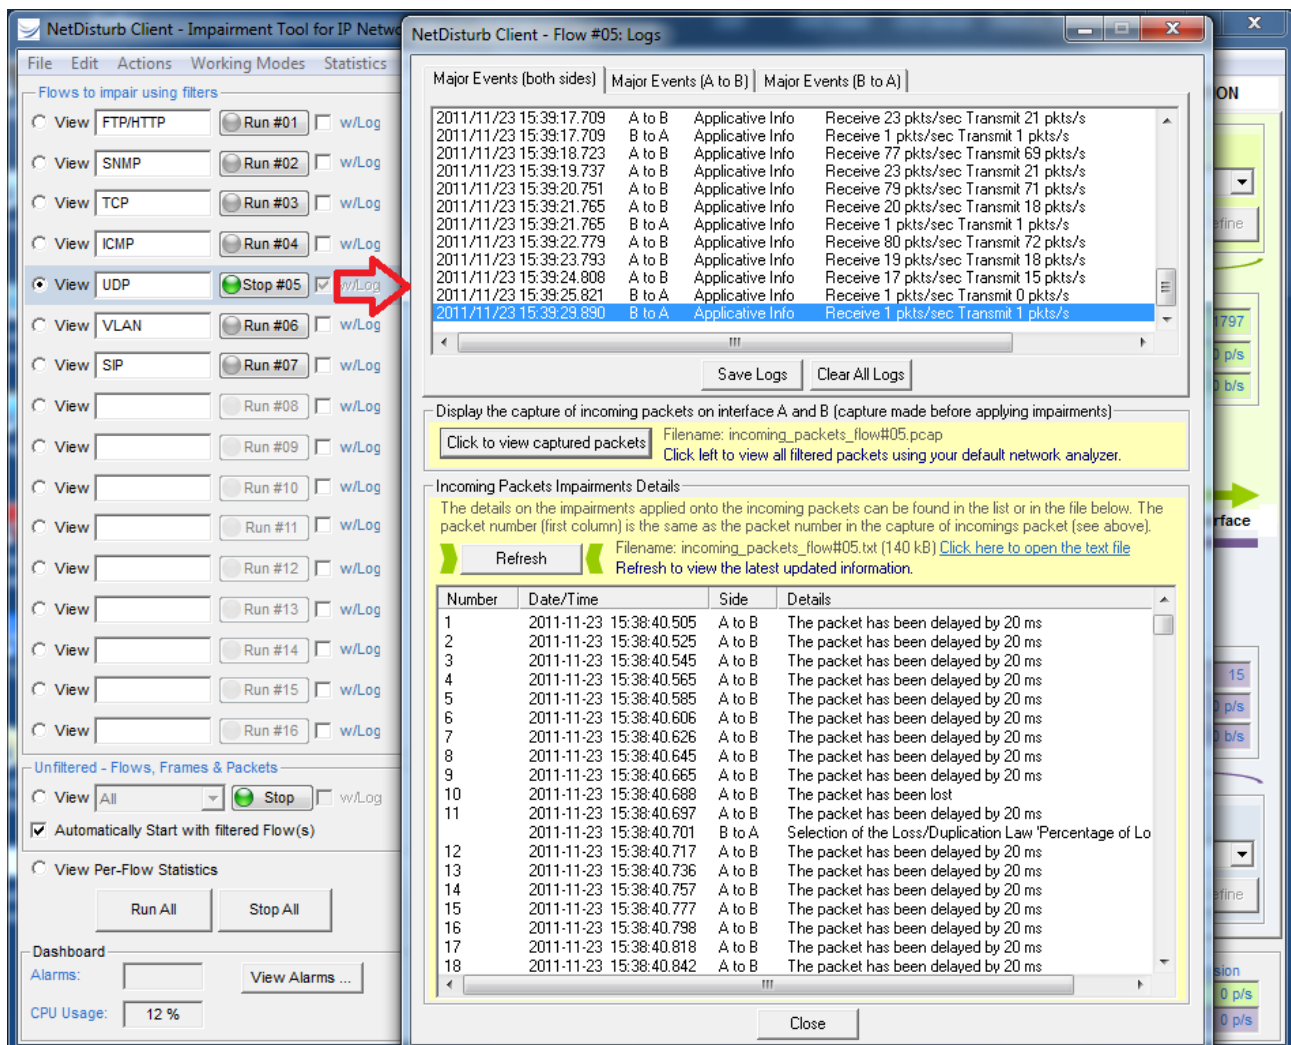 NetDisturb Client - Impairment Tool for IP Netwo
File Edit Actions Working Modes Statistics
Flows to impair using filters
View FTP/HTTP Run #01 w/Log
View SNMP Run #02 w/Log
View TCP Run #03 w/Log
View ICMP Run #04 w/Log
View UDP Stop #05 w/Log
View VLAN Run #06 w/Log
View SIP Run #07 w/Log
View Run #08 w/Log
View Run #09 w/Log
View Run #10 w/Log
View Run #11 w/Log
View Run #12 w/Log
View Run #13 w/Log
View Run #14 w/Log
View Run #15 w/Log
View Run #16 w/Log
Unfiltered - Flows, Frames & Packets
View All Stop w/Log
Automatically Start with filtered Flow(s)
View Per-Flow Statistics
Run All Stop All
Dashboard
Alarms: View Alarms ...
CPU Usage: 12 %
NetDisturb Client - Flow #05: Logs
Major Events (both sides) Major Events (A to B) Major Events (B to A)
2011/11/23 15:39:17.709 A to B Applicative Info Receive 23 pkts/sec Transmit 21 pkts/s
2011/11/23 15:39:17.709 B to A Applicative Info Receive 1 pkts/sec Transmit 1 pkts/s
2011/11/23 15:39:18.723 A to B Applicative Info Receive 77 pkts/sec Transmit 69 pkts/s
2011/11/23 15:39:19.737 A to B Applicative Info Receive 23 pkts/sec Transmit 21 pkts/s
2011/11/23 15:39:20.751 A to B Applicative Info Receive 79 pkts/sec Transmit 71 pkts/s
2011/11/23 15:39:21.765 A to B Applicative Info Receive 20 pkts/sec Transmit 18 pkts/s
2011/11/23 15:39:21.765 B to A Applicative Info Receive 1 pkts/sec Transmit 1 pkts/s
2011/11/23 15:39:22.779 A to B Applicative Info Receive 80 pkts/sec Transmit 72 pkts/s
2011/11/23 15:39:23.793 A to B Applicative Info Receive 19 pkts/sec Transmit 18 pkts/s
2011/11/23 15:39:24.808 A to B Applicative Info Receive 17 pkts/sec Transmit 15 pkts/s
2011/11/23 15:39:25.821 B to A Applicative Info Receive 1 pkts/sec Transmit 0 pkts/s
2011/11/23 15:39:29.890 B to A Applicative Info Receive 1 pkts/sec Transmit 1 pkts/s
Save Logs Clear All Logs
Display the capture of incoming packets on interface A and B (capture made before applying impairments)
Click to view captured packets
Filename: incoming_packets_flow#05.pcap
Click left to view all filtered packets using your default network analyzer.
Incoming Packets Impairments Details
The details on the impairments applied onto the incoming packets can be found in the list or in the file below. The
packet number (first column) is the same as the packet number in the capture of incomings packet (see above).
Refresh
Filename: incoming_packets_flow#05.txt (140 kB) Click here to open the text file
Refresh to view the latest updated information.
Number Date/Time Side Details
1 2011-11-23 15:38:40.505 A to B The packet has been delayed by 20 ms
2 2011-11-23 15:38:40.525 A to B The packet has been delayed by 20 ms
3 2011-11-23 15:38:40.545 A to B The packet has been delayed by 20 ms
4 2011-11-23 15:38:40.565 A to B The packet has been delayed by 20 ms
5 2011-11-23 15:38:40.585 A to B The packet has been delayed by 20 ms
6 2011-11-23 15:38:40.606 A to B The packet has been delayed by 20 ms
7 2011-11-23 15:38:40.626 A to B The packet has been delayed by 20 ms
8 2011-11-23 15:38:40.645 A to B The packet has been delayed by 20 ms
9 2011-11-23 15:38:40.665 A to B The packet has been delayed by 20 ms
10 2011-11-23 15:38:40.688 A to B The packet has been lost
11 2011-11-23 15:38:40.697 A to B The packet has been delayed by 20 ms
2011-11-23 15:38:40.701 B to A Selection of the Loss/Duplication Law 'Percentage of Lo
12 2011-11-23 15:38:40.717 A to B The packet has been delayed by 20 ms
13 2011-11-23 15:38:40.736 A to B The packet has been delayed by 20 ms
14 2011-11-23 15:38:40.757 A to B The packet has been delayed by 20 ms
15 2011-11-23 15:38:40.777 A to B The packet has been delayed by 20 ms
16 2011-11-23 15:38:40.798 A to B The packet has been delayed by 20 ms
17 2011-11-23 15:38:40.818 A to B The packet has been delayed by 20 ms
18 2011-11-23 15:38:40.842 A to B The packet has been delayed by 20 ms
Close
ON
efine
1797
0 p/s
0 b/s
rface
15
0 p/s
0 b/s
efine
sion
0 p/s
0 p/s